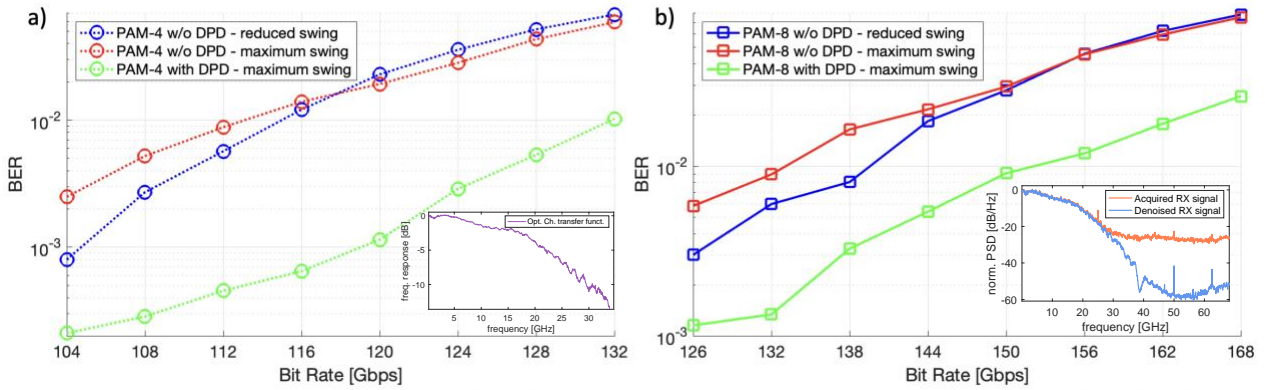 a)
PAM-4 w/o DPD - reduced swing
PAM-4 w/o DPD - maximum swing
PAM-4 with DPD - maximum swing
10^-2
10^-3
BER
104 108 112 116 120 124 128 132
Bit Rate [Gbps]
Opt. Ch. transfer funct.
0
-5
-10
freq. response [dB]
5 10 15 20 25 30
frequency [GHz]
b)
PAM-8 w/o DPD - reduced swing
PAM-8 w/o DPD - maximum swing
PAM-8 with DPD - maximum swing
10^-2
10^-3
BER
126 132 138 144 150 156 162 168
Bit Rate [Gbps]
Acquired RX signal
Denoised RX signal
0
-20
-40
-60
norm. PSD [dB/Hz]
10 20 30 40 50 60
frequency [GHz]